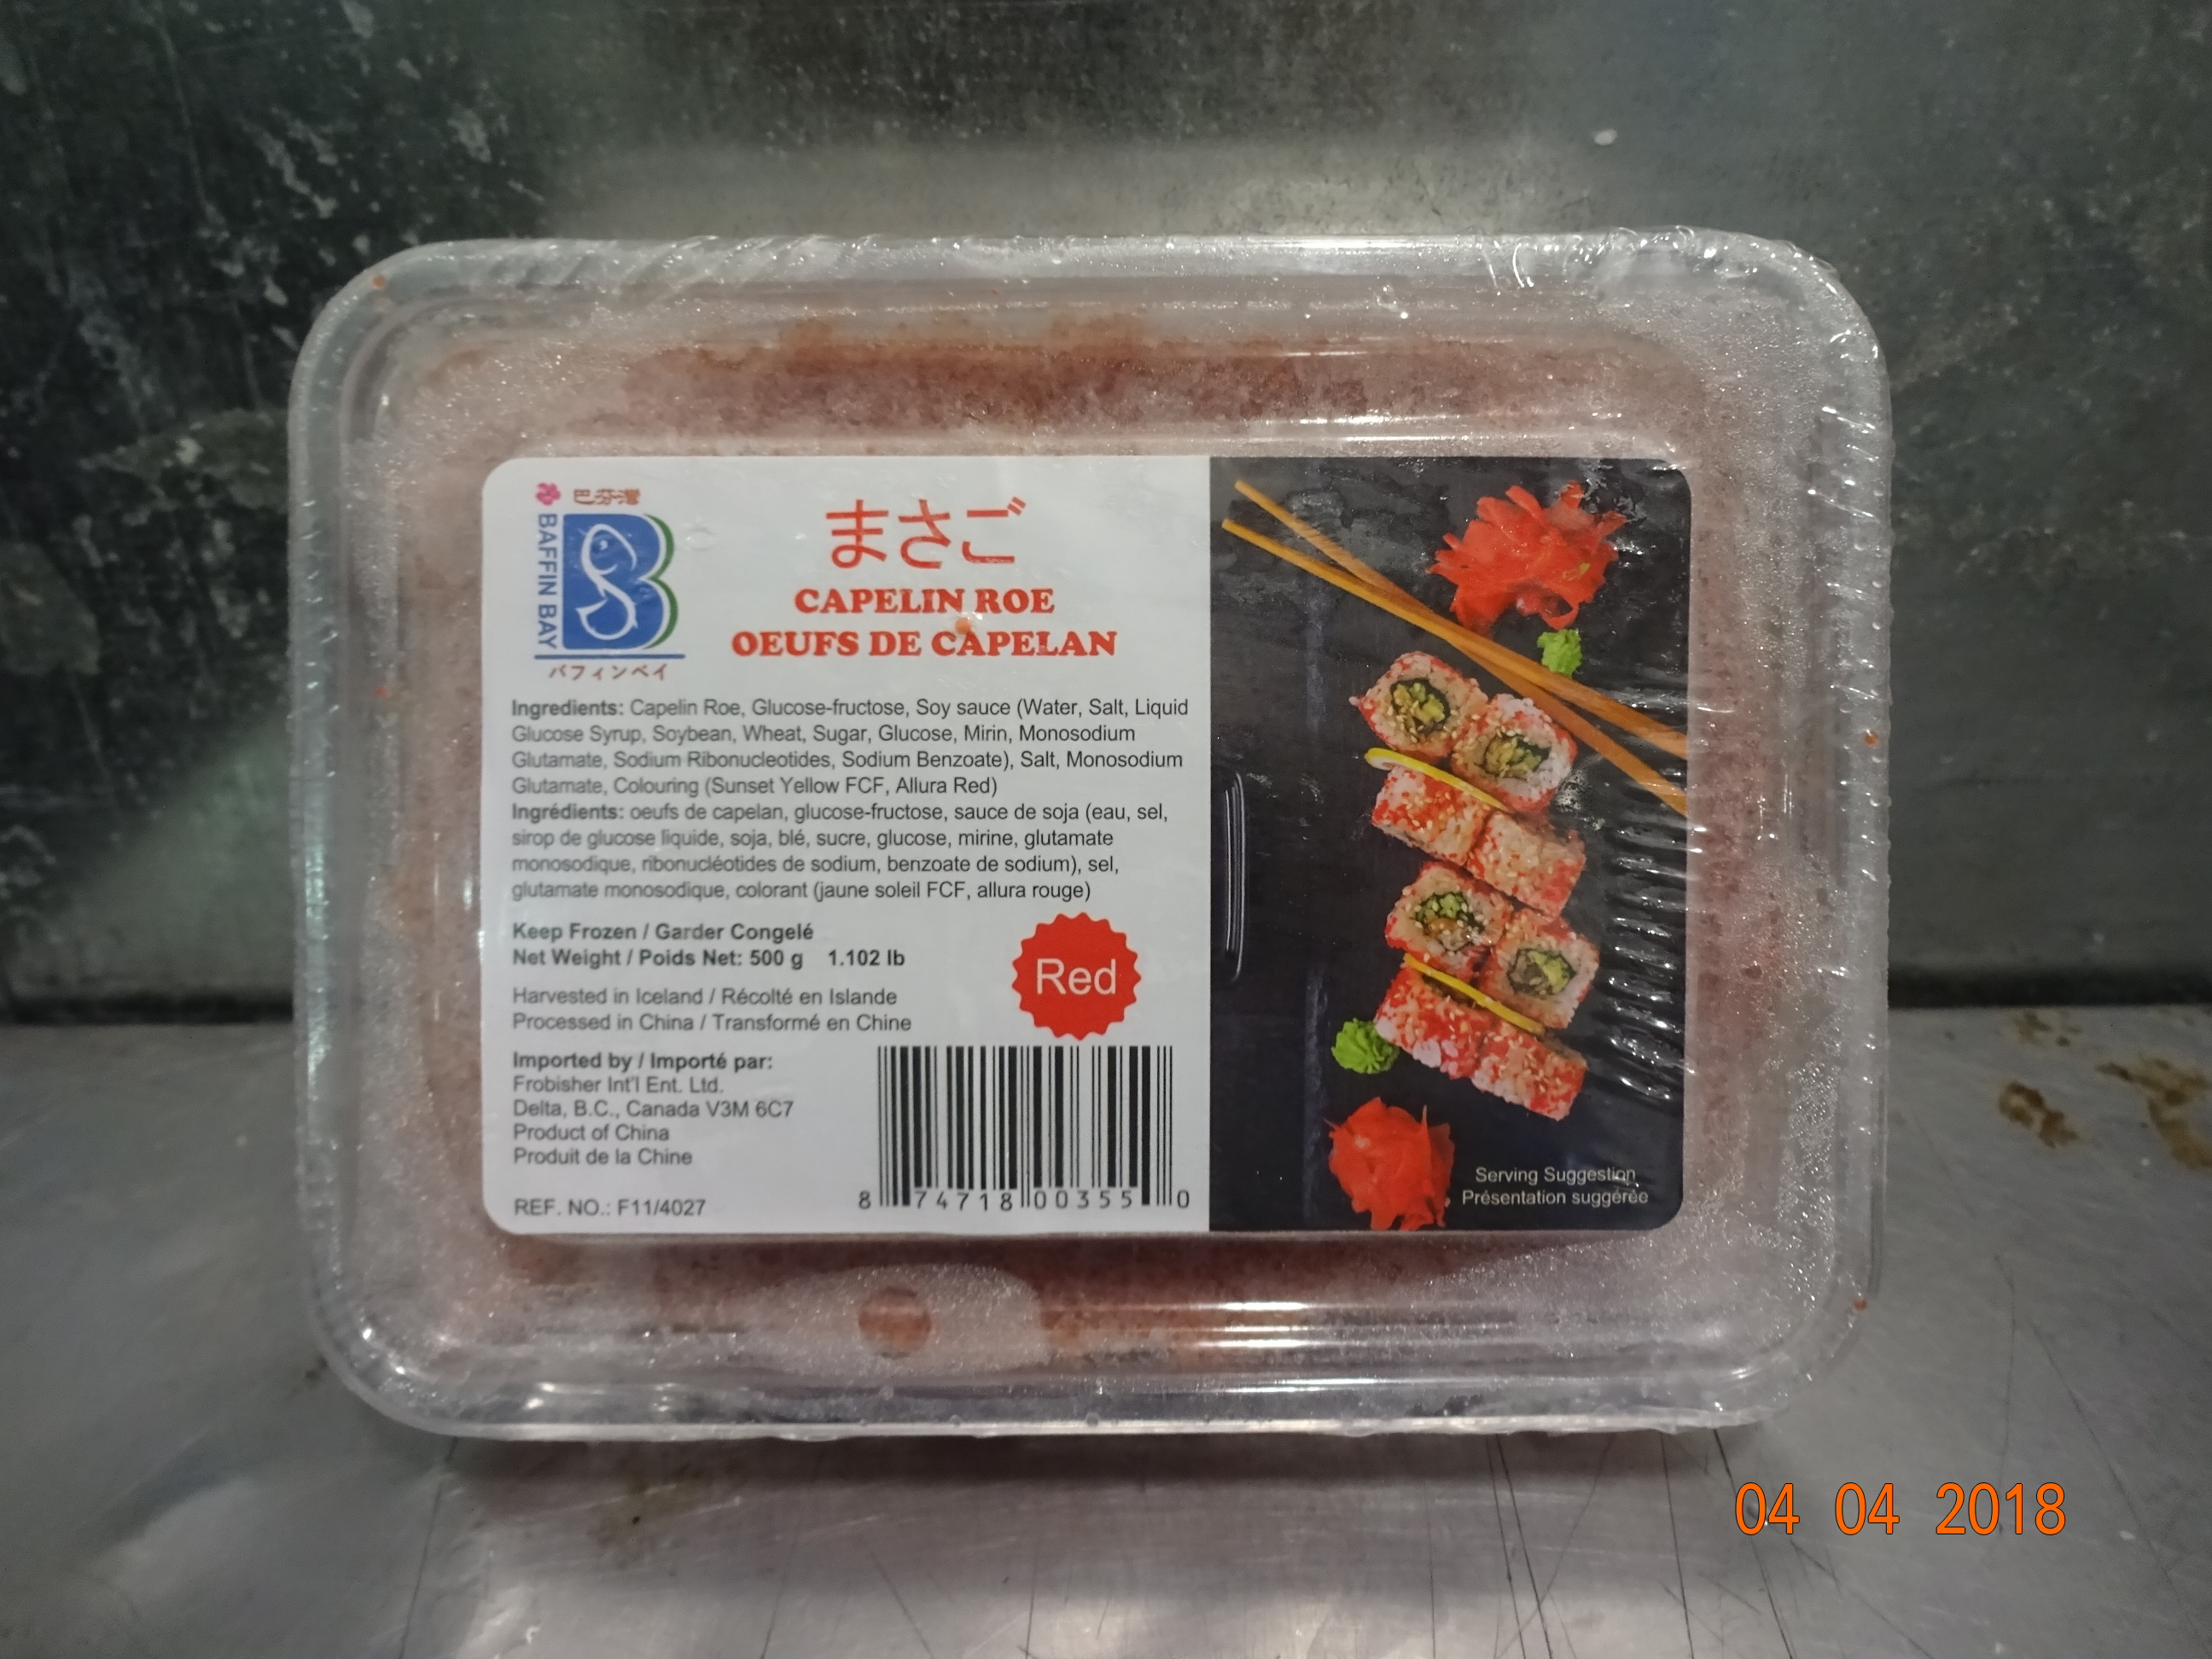 巴芬灣
BAFFIN BAY
バフィンベイ
まさご
CAPELIN ROE
OEUFS DE CAPELAN
Ingredients: Capelin Roe, Glucose-fructose, Soy sauce (Water, Salt, Liquid
Glucose Syrup, Soybean, Wheat, Sugar, Glucose, Mirin, Monosodium
Glutamate, Sodium Ribonucleotides, Sodium Benzoate), Salt, Monosodium
Glutamate, Colouring (Sunset Yellow FCF, Allura Red)
Ingrédients: oeufs de capelan, glucose-fructose, sauce de soja (eau, sel,
sirop de glucose liquide, soja, blé, sucre, glucose, mirine, glutamate
monosodique, ribonucléotides de sodium, benzoate de sodium), sel,
glutamate monosodique, colorant (jaune soleil FCF, allura rouge)
Keep Frozen / Garder Congelé
Net Weight / Poids Net: 500 g 1.102 lb
Harvested in Iceland / Récolté en Islande
Processed in China / Transformé en Chine
Red
Imported by / Importé par:
Frobisher Int'l Ent. Ltd.
Delta, B.C., Canada V3M 6C7
Product of China
Produit de la Chine
REF. NO.: F11/4027
8 74718 00355 0
Serving Suggestion
Présentation suggérée
04 04 2018